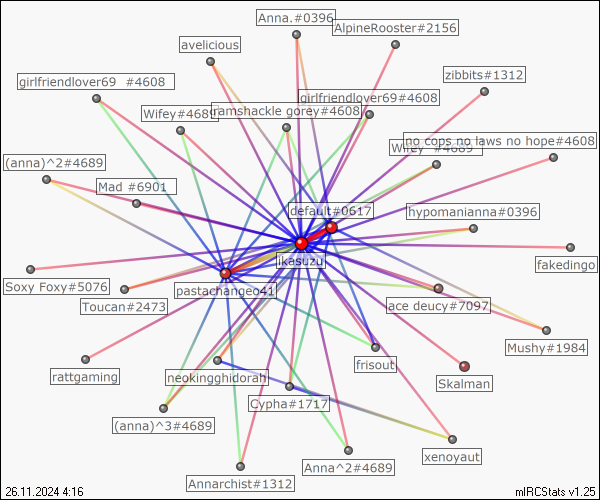 Anna.#0396
AlpineRooster#2156
avelicious
zibbits#1312
girlfriendlover69 #4608
girlfriendlover69#4608
Wifey#4689
ramshackle gorey#4608
no cops no laws no hope#4608
Wifey #4689
(anna)^2#4689
Mad #6901
default#0617
hypomanianna#0396
fakedingo
Soxy Foxy#5076
pastachangeo41
Toucan#2473
ace deucy#7097
Mushy#1984
frisout
rattgaming
neokingghidorah
Skalman
Cypha#1717
(anna)^3#4689
xenoyaut
Anna^2#4689
Annarchist#1312
26.11.2024 4:16
mIRCStats v1.25